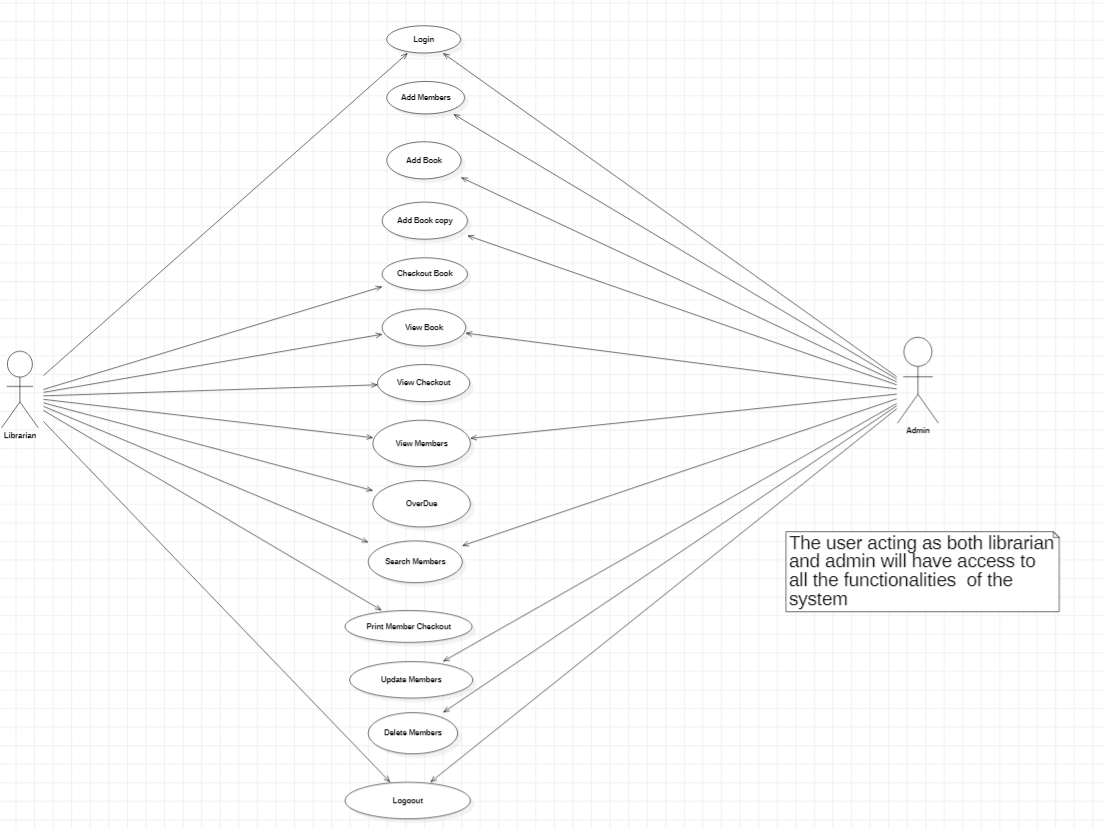 Login
Add Members
Add Book
Add Book copy
Checkout Book
View Book
View Checkout
View Members
OverDue
Search Members
Print Member Checkout
Update Members
Delete Members
Logoout
Librarian
Admin
The user acting as both librarian
and admin will have access to
all the functionalities of the
system